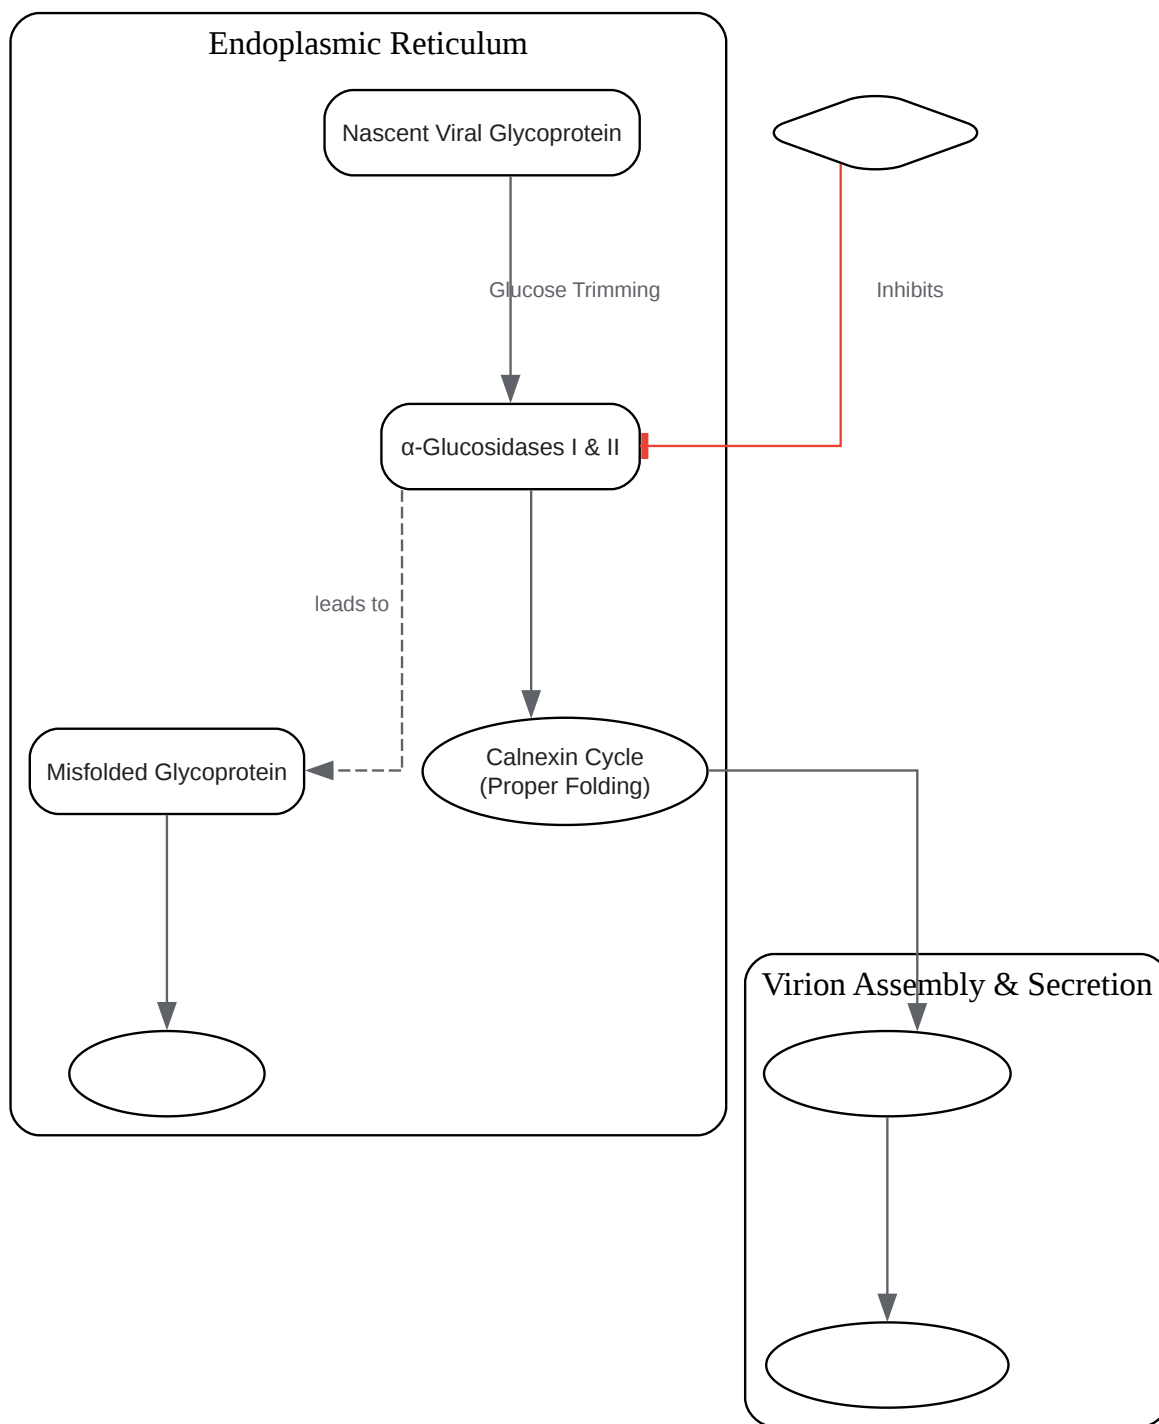 Endoplasmic Reticulum
Nascent Viral Glycoprotein
Glucose Trimming
Inhibits
α-Glucosidases I & II
leads to
Misfolded Glycoprotein
Calnexin Cycle
(Proper Folding)
Virion Assembly & Secretion